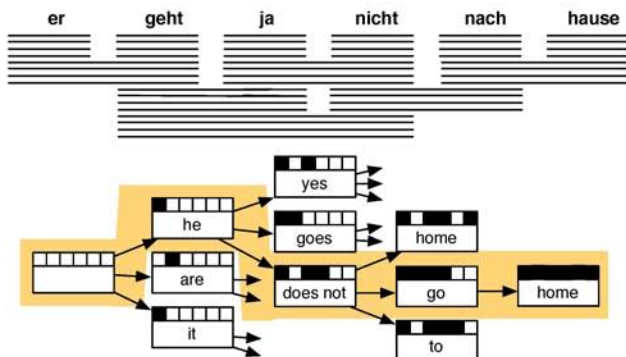 er geht ja nicht nach hause
yes
he
goes home
are
does not go home
it
to